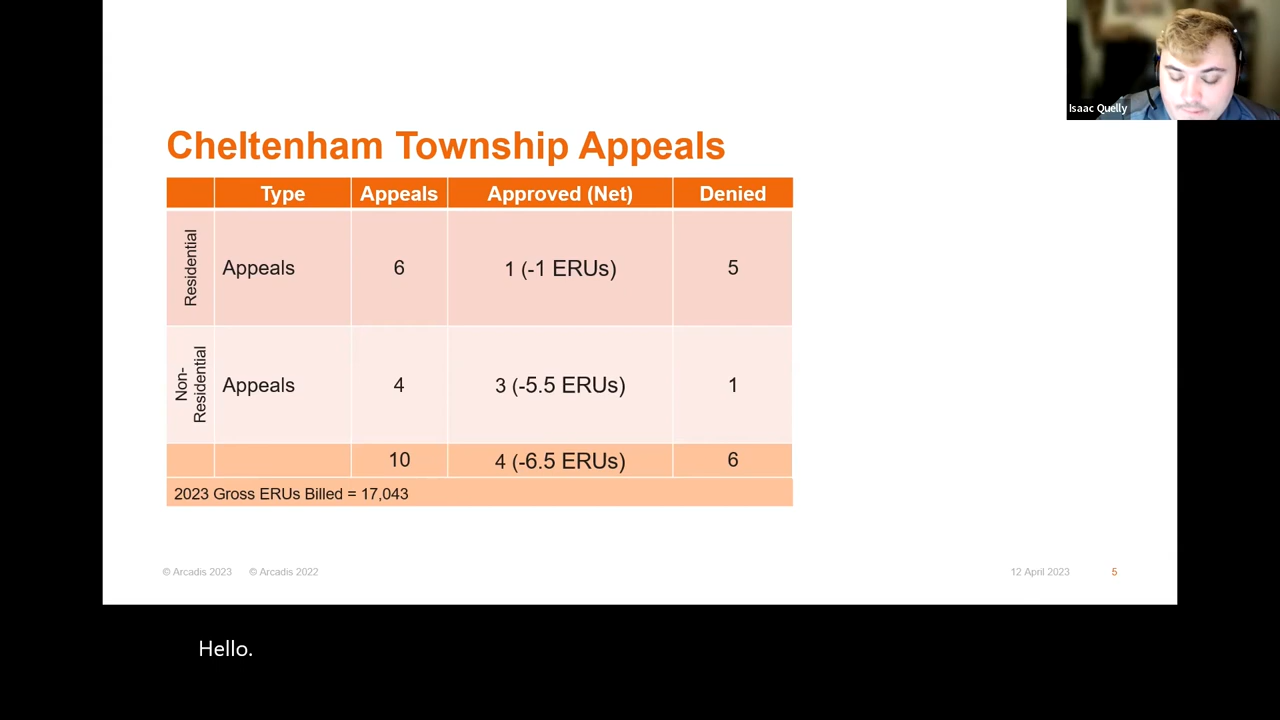 Isaac Quelly
Cheltenham Township Appeals
Type Appeals Approved (Net) Denied
Residential Appeals 6 1 (-1 ERUs) 5
Non-
Residential Appeals 4 3 (-5.5 ERUs) 1
10 4 (-6.5 ERUs) 6
2023 Gross ERUs Billed = 17,043
© Arcadis 2023 © Arcadis 2022 12 April 2023 5
Hello.